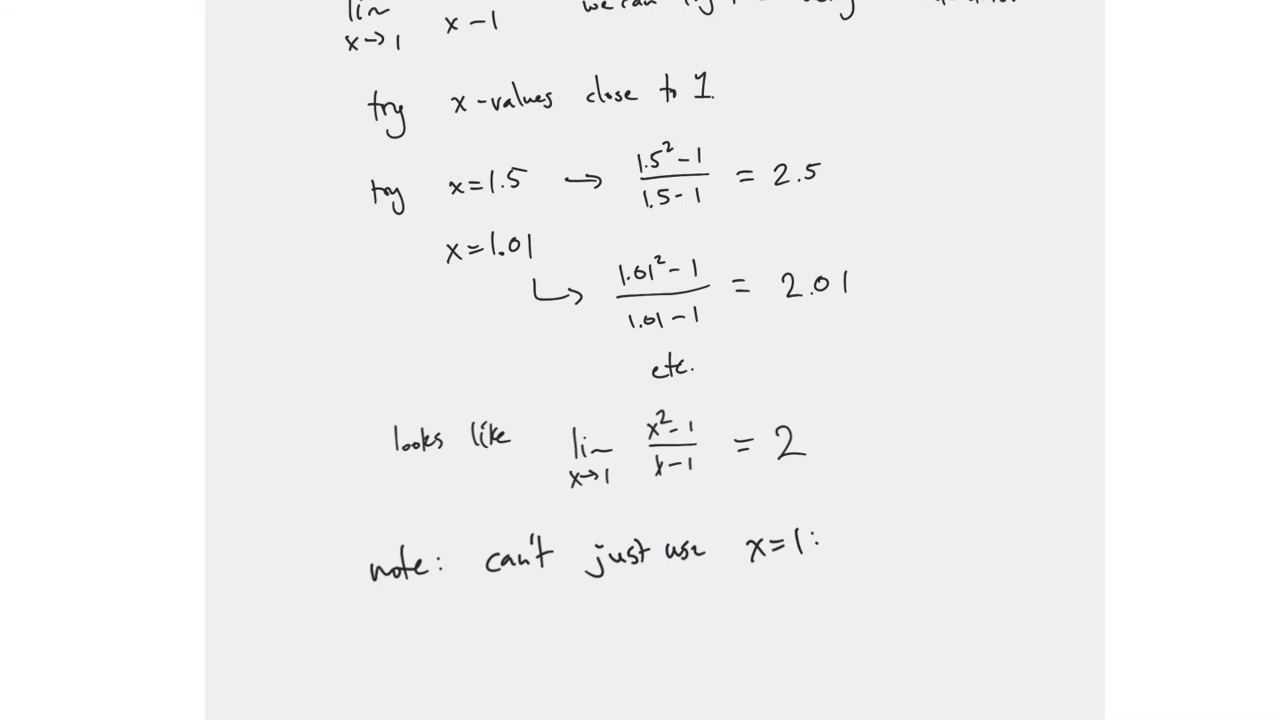 lim x-1 we can
x→1
try x-values close to 1.
try x=1.5 → (1.5²-1)/(1.5-1) = 2.5
x=1.01
↳ (1.01²-1)/(1.01-1) = 2.01
etc.
looks like lim x→1 (x²-1)/(x-1) = 2
note: can't just use x=1: